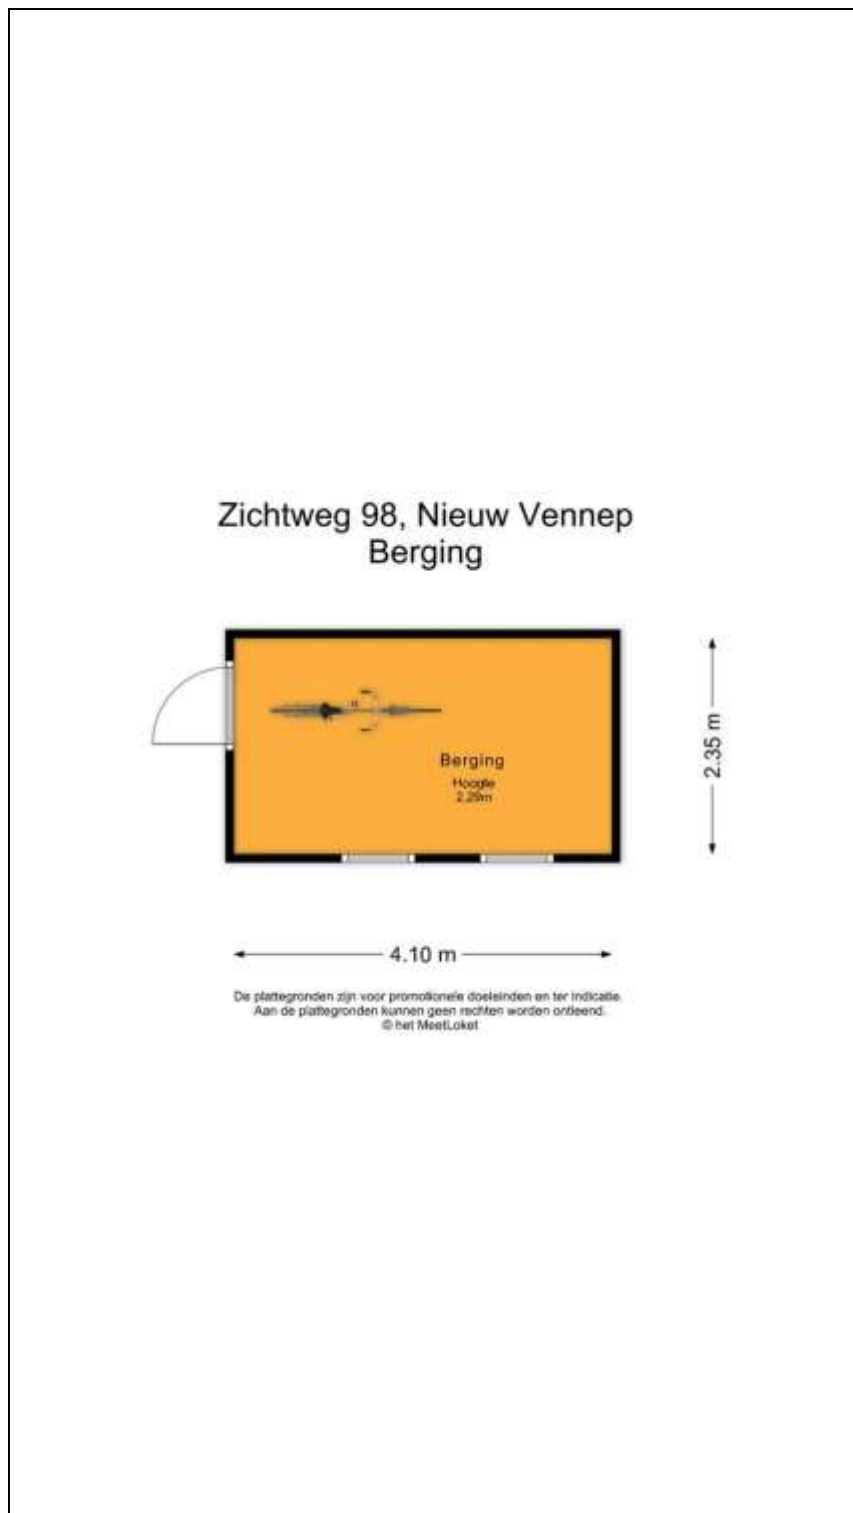 Zichtweg 98, Nieuw Vennep
Berging
Berging
Hoogte
2.29m
2.35 m
4.10 m
De plattegronden zijn voor promotionele doeleinden en ter indicatie.
Aan de plattegronden kunnen geen rechten worden ontleend.
© het MeetLoket